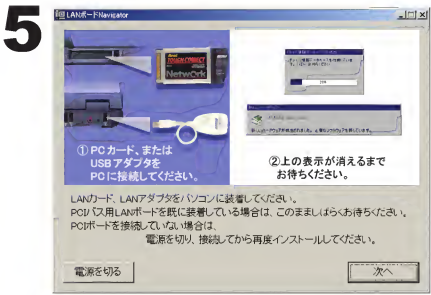 5
LANボードNavigator
TOUGH CONNECT
NetwOrk
①PCカード、または
USBアダプタを
PCに接続してください。
②上の表示が消えるまで
お待ちください。
LANカード、LANアダプタをパソコンに装着してください。
PCIバス用LANボードを既に装着している場合は、このまましばらくお待ちください。
PCIボードを接続していない場合は、
電源を切り、接続してから再度インストールしてください。
電源を切る
次へ